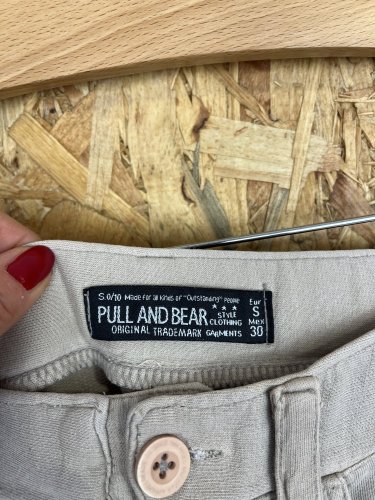 S.0/10 Made for all kinds of "Outstanding" People
PULL AND BEAR
STYLE
CLOTHING
ORIGINAL TRADEMARK GARMENTS
Eur
S
Mex
30